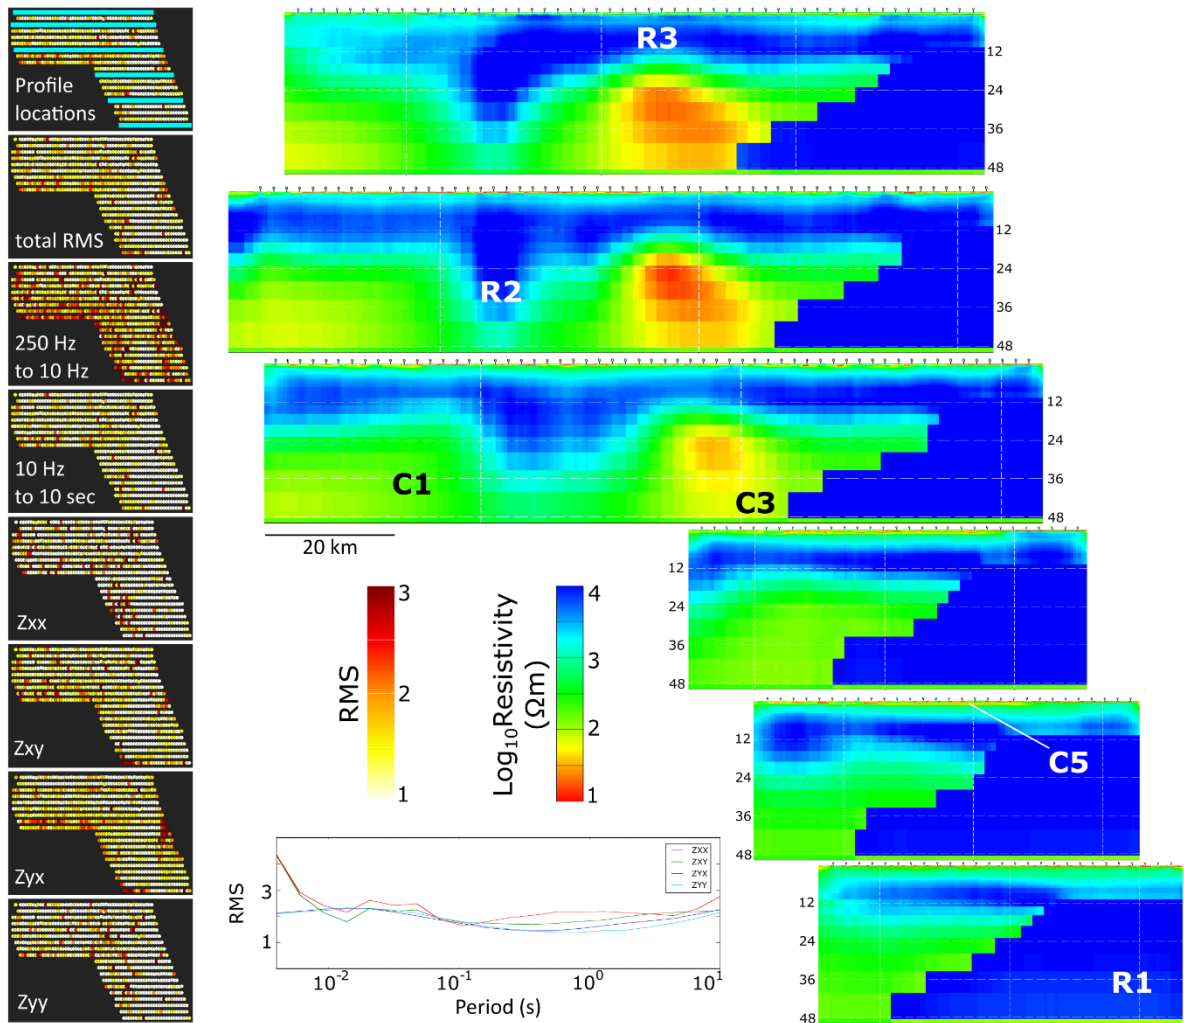 Profile
locations
total RMS
250 Hz
to 10 Hz
10 Hz
to 10 sec
Zxx
Zxy
Zyx
Zyy
R3
12
24
36
48
R2
12
24
36
48
C1
C3
12
24
36
48
20 km
12
24
36
48
C5
12
24
36
48
R1
12
24
36
48
RMS
3
2
1
Log10Resistivity
(Ωm)
4
3
2
1
RMS
3
1
ZXX
ZXY
ZYX
ZYY
10-2
10-1
100
101
Period (s)